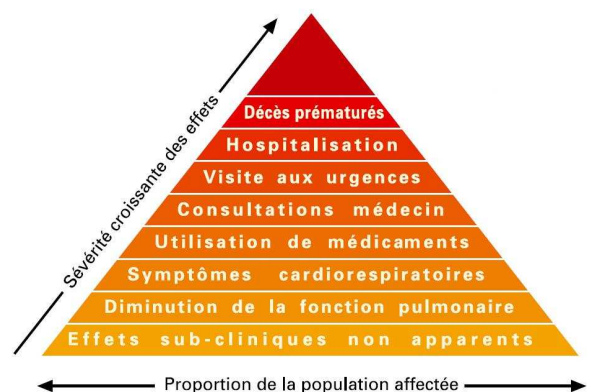 Sévérité croissante des effets
Décès prématurés
Hospitalisation
Visite aux urgences
Consultations médecin
Utilisation de médicaments
Symptômes cardiorespiratoires
Diminution de la fonction pulmonaire
Effets sub-cliniques non apparents
Proportion de la population affectée